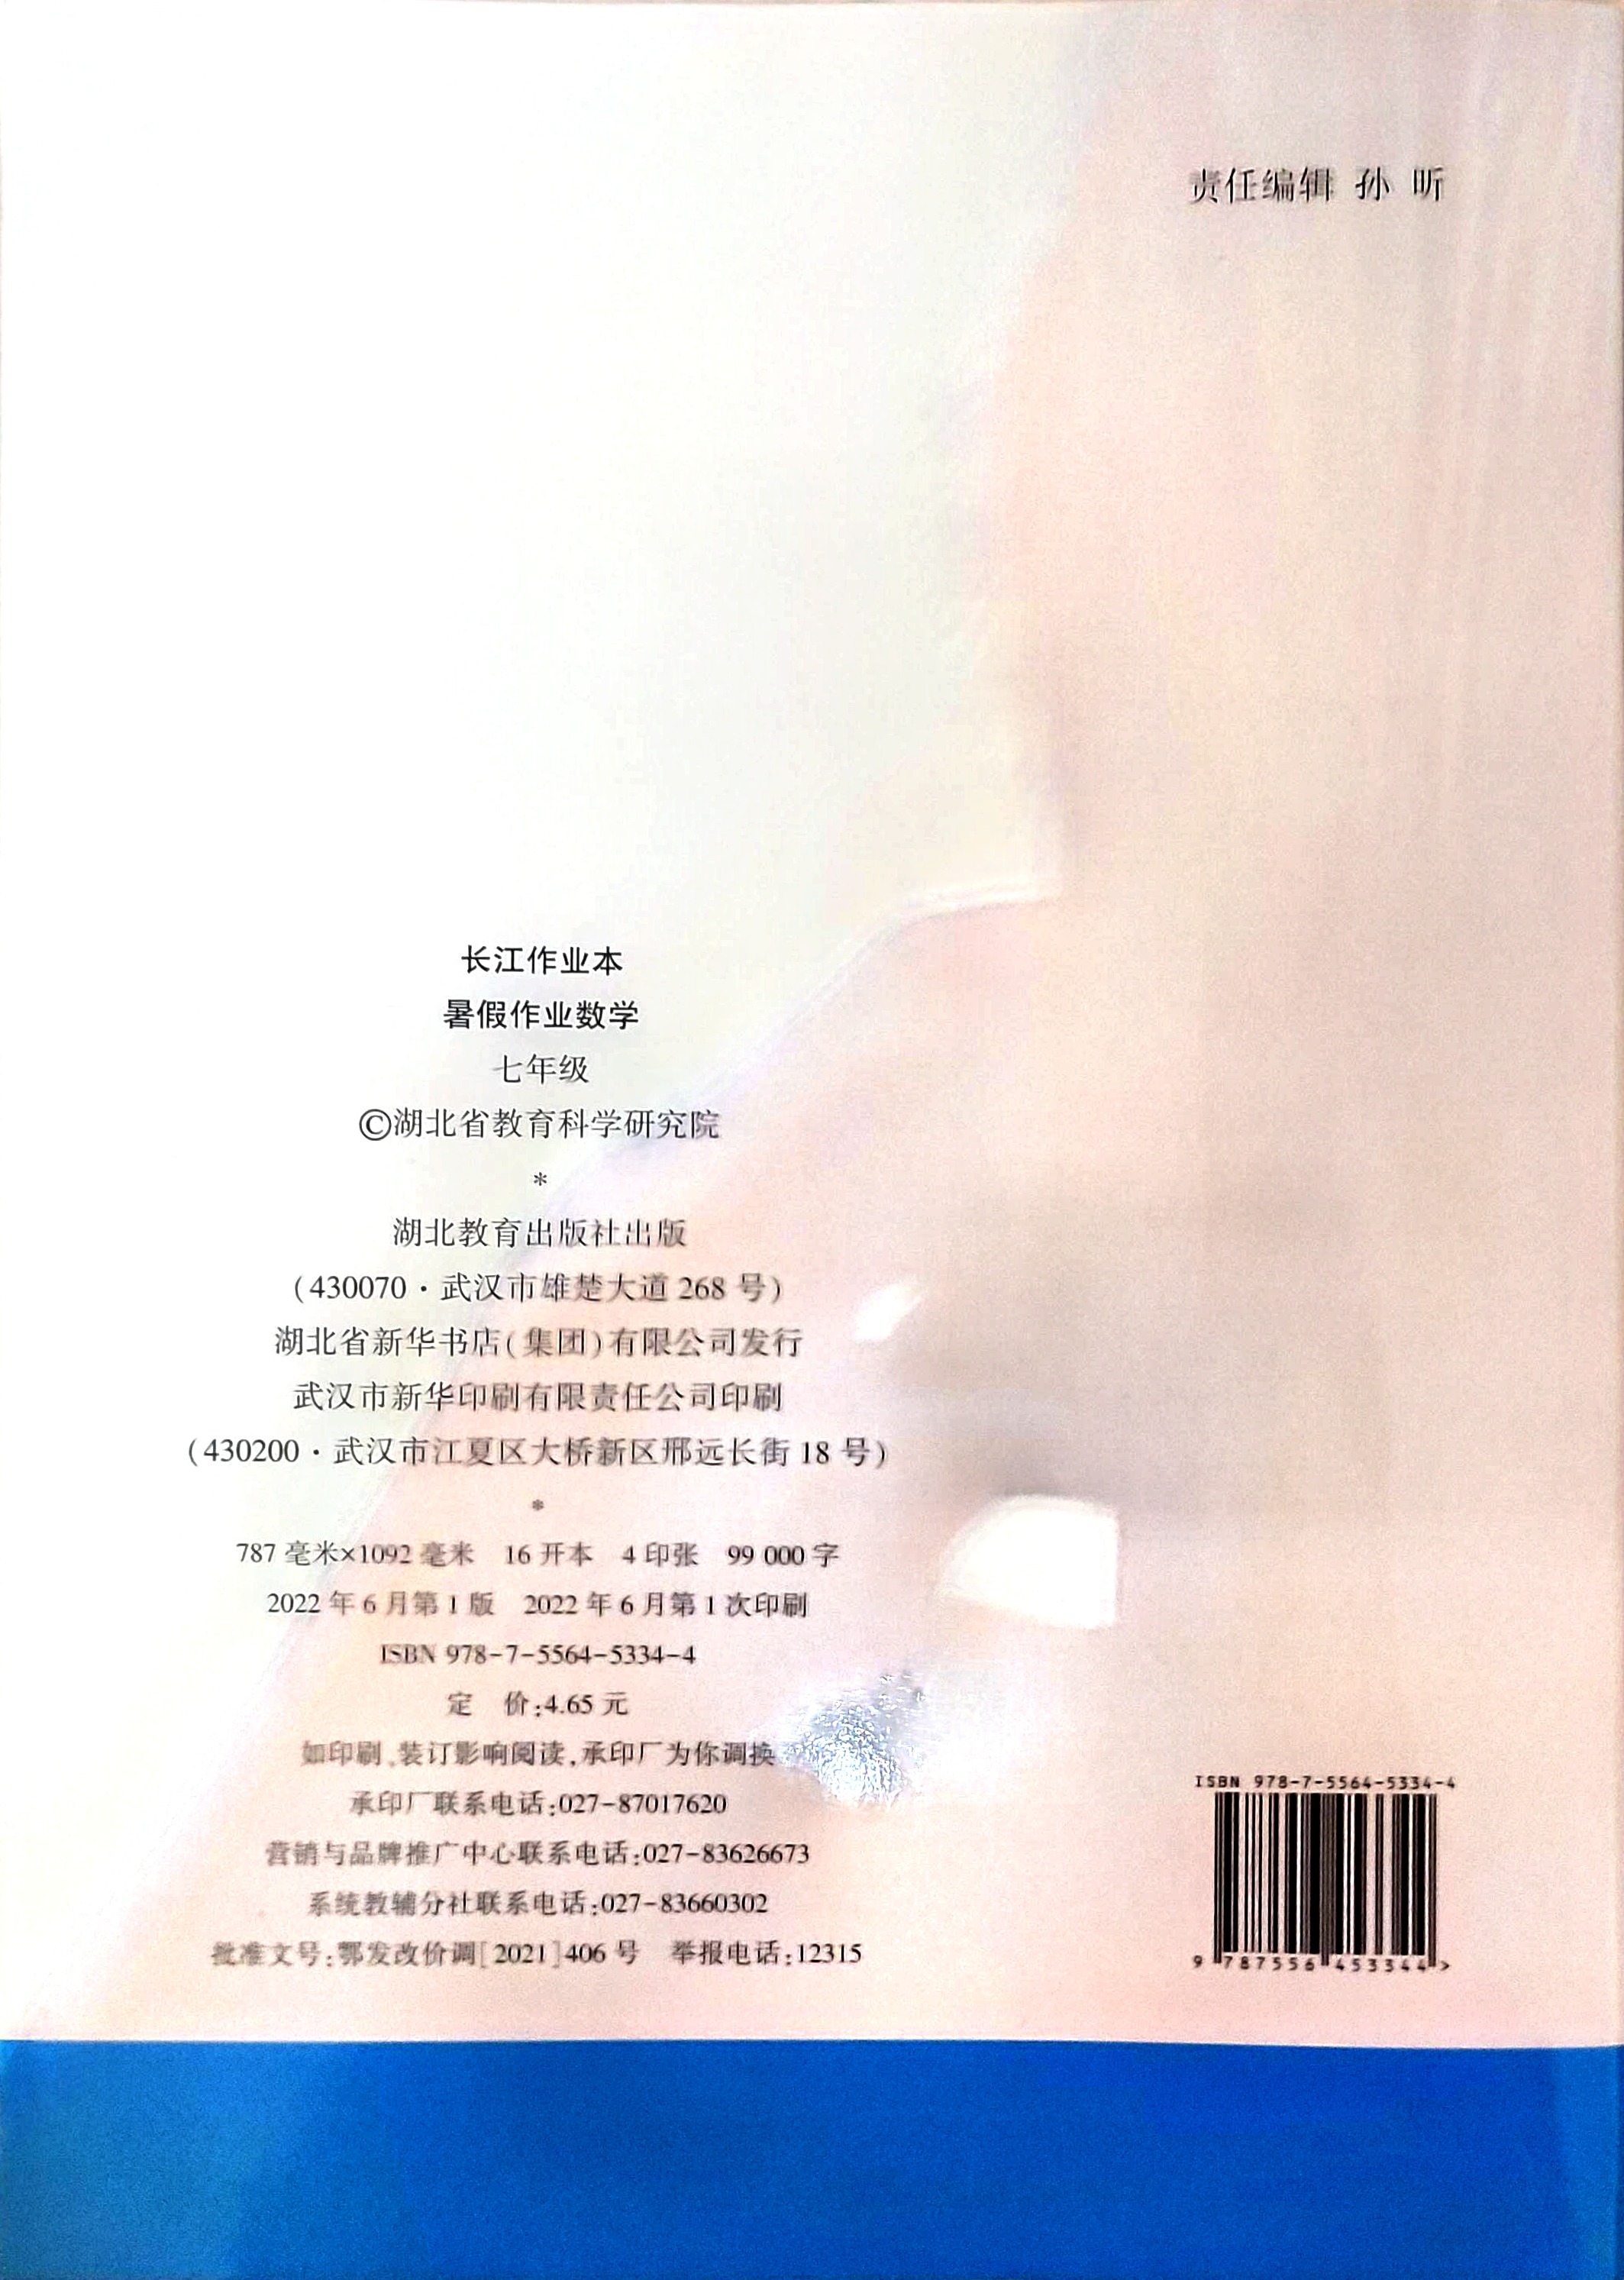 责任编辑 孙 昕
长江作业本
暑假作业数学
七年级
©湖北省教育科学研究院
*
湖北教育出版社出版
(430070·武汉市雄楚大道 268 号)
湖北省新华书店(集团)有限公司发行
武汉市新华印刷有限责任公司印刷
(430200·武汉市江夏区大桥新区邢远长街 18 号)
*
787 毫米×1092 毫米 16 开本 4 印张 99 000 字
2022 年 6 月第 1 版 2022 年 6 月第 1 次印刷
ISBN 978-7-5564-5334-4
定 价:4.65 元
如印刷、装订影响阅读,承印厂为你调换
承印厂联系电话:027-87017620
营销与品牌推广中心联系电话:027-83626673
系统教辅分社联系电话:027-83660302
批准文号:鄂发改价调[2021]406 号 举报电话:12315
ISBN 978-7-5564-5334-4
9 787556 453344 >